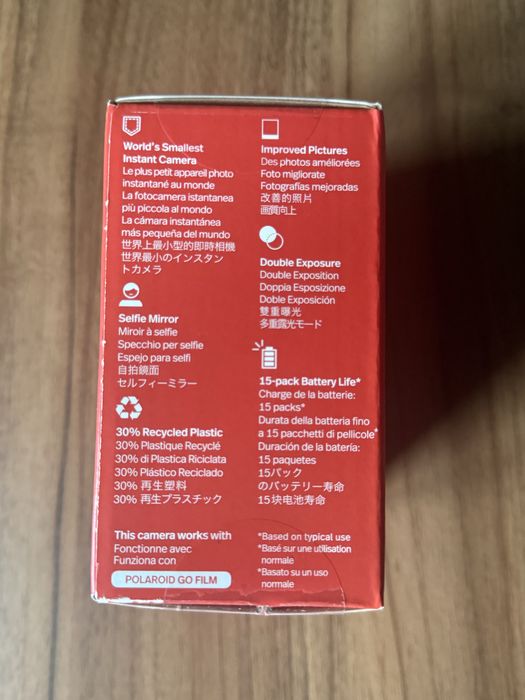 World's Smallest
Instant Camera
Le plus petit appareil photo
instantané au monde
La fotocamera istantanea
più piccola al mondo
La cámara instantánea
más pequeña del mundo
世界上最小型的即時相機
世界最小のインスタン
トカメラ
Selfie Mirror
Miroir à selfie
Specchio per selfie
Espejo para selfi
自拍鏡面
セルフィーミラー
30% Recycled Plastic
30% Plastique Recyclé
30% di Plastica Riciclata
30% Plástico Reciclado
30% 再生塑料
30% 再生プラスチック
This camera works with
Fonctionne avec
Funziona con
POLAROID GO FILM
Improved Pictures
Des photos améliorées
Foto migliorate
Fotografías mejoradas
改善的照片
画質向上
Double Exposure
Double Exposition
Doppia Esposizione
Doble Exposición
雙重曝光
多重露光モード
15-pack Battery Life*
Charge de la batterie:
15 packs*
Durata della batteria fino
a 15 pacchetti di pellicole*
Duración de la batería:
15 paquetes
15パック
のバッテリー寿命
15块电池寿命
*Based on typical use
*Basé sur une utilisation
normale
*Basato su un uso
normale